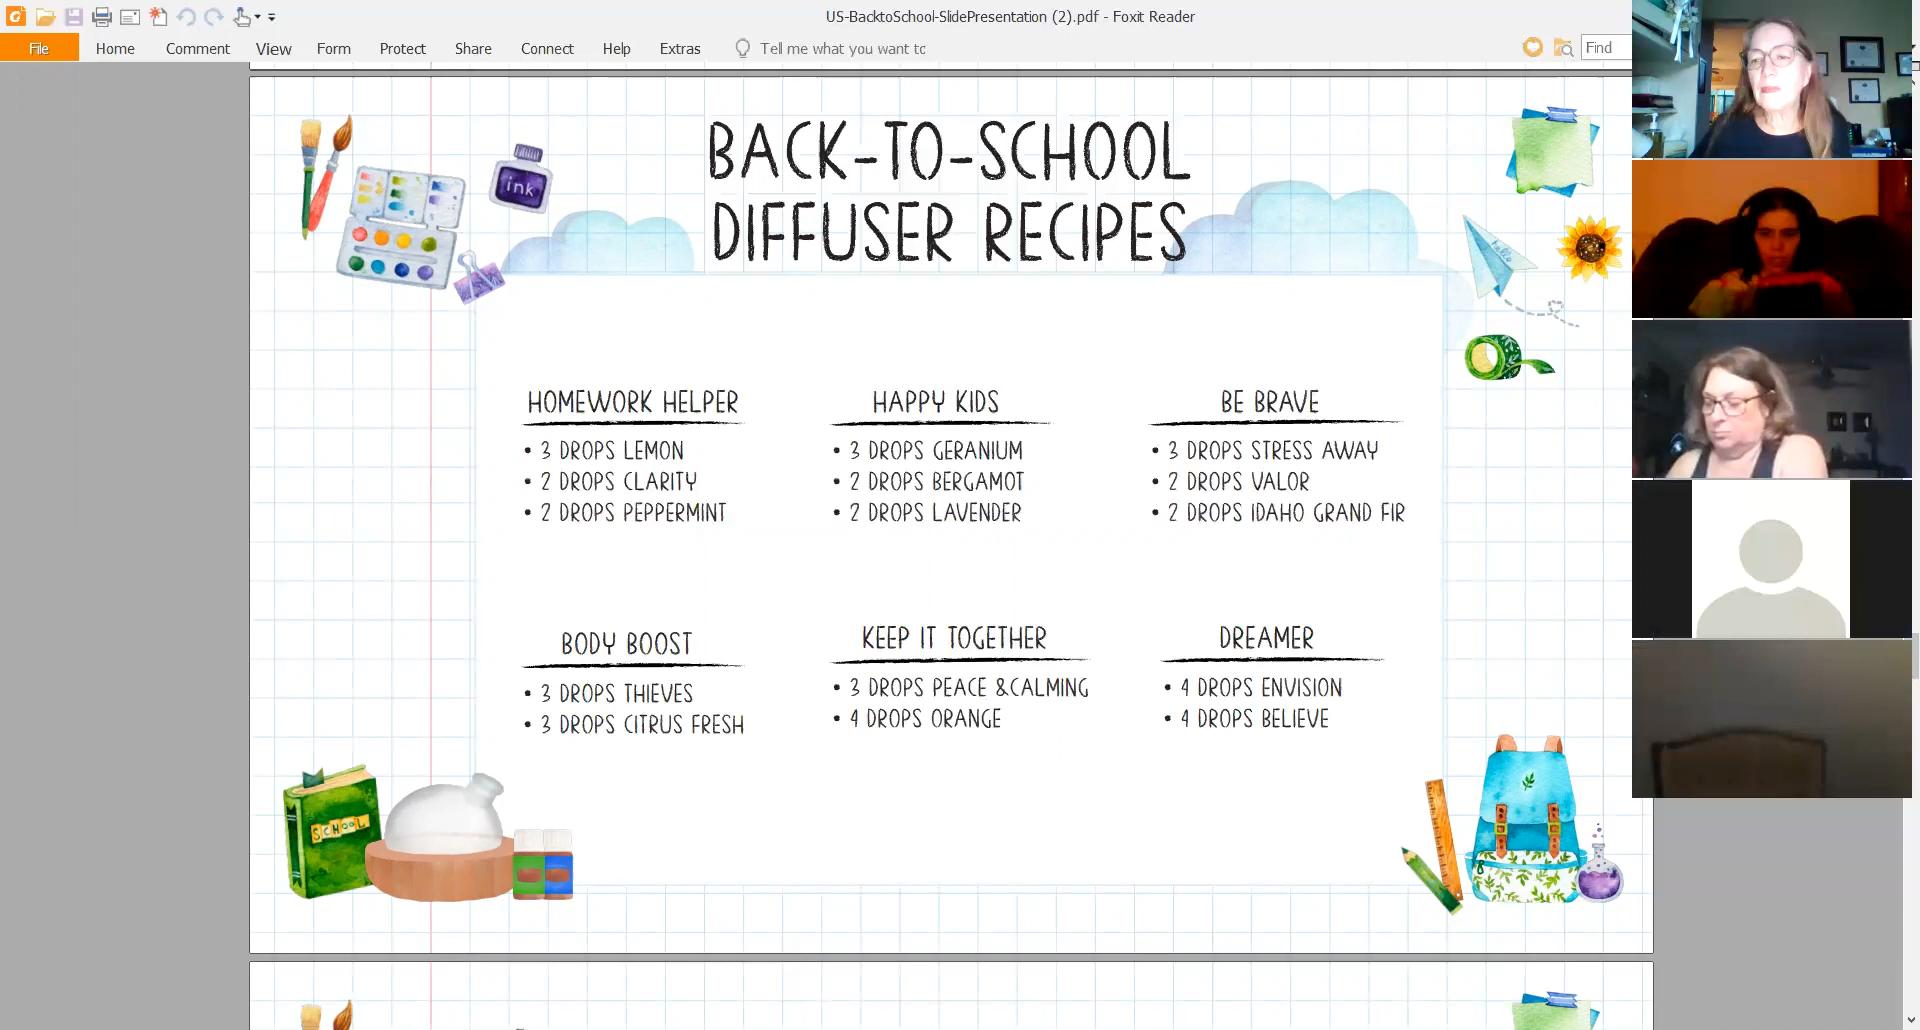 US-BacktoSchool-SlidePresentation (2).pdf - Foxit Reader
File Home Comment View Form Protect Share Connect Help Extras Tell me what you want to Find
ink
BACK-TO-SCHOOL
DIFFUSER RECIPES
hello
HOMEWORK HELPER
• 3 DROPS LEMON
• 2 DROPS CLARITY
• 2 DROPS PEPPERMINT
HAPPY KIDS
• 3 DROPS GERANIUM
• 2 DROPS BERGAMOT
• 2 DROPS LAVENDER
BE BRAVE
• 3 DROPS STRESS AWAY
• 2 DROPS VALOR
• 2 DROPS IDAHO GRAND FIR
BODY BOOST
• 3 DROPS THIEVES
• 3 DROPS CITRUS FRESH
KEEP IT TOGETHER
• 3 DROPS PEACE &CALMING
• 4 DROPS ORANGE
DREAMER
• 4 DROPS ENVISION
• 4 DROPS BELIEVE
SCHOOL